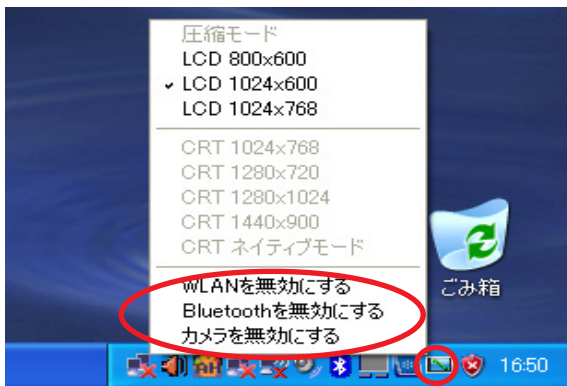 圧縮モード
LCD 800x600
LCD 1024x600
LCD 1024x768
CRT 1024x768
CRT 1280x720
CRT 1280x1024
CRT 1440x900
CRT ネイティブモード
WLANを無効にする
Bluetoothを無効にする
カメラを無効にする
ごみ箱
16:50